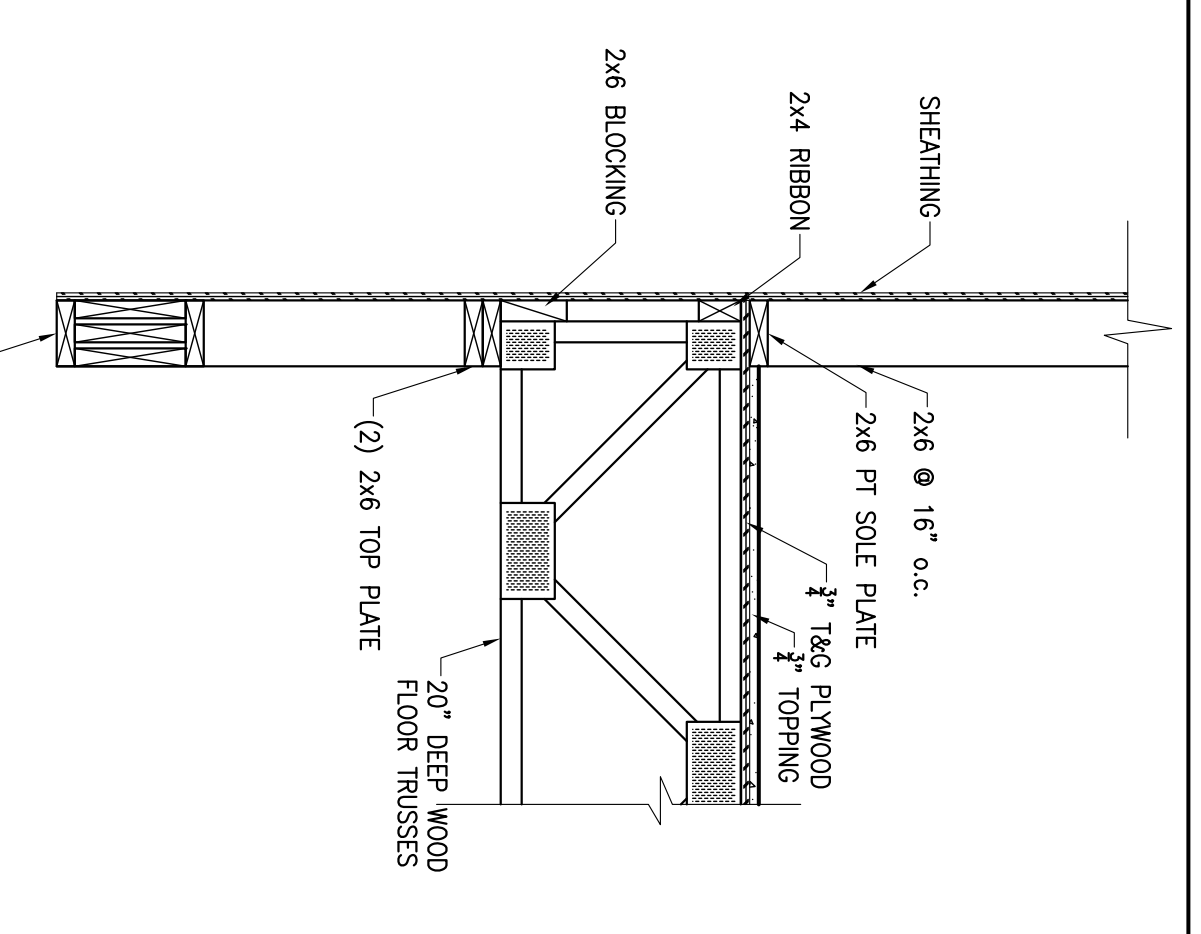 SHEATHING
2x4 RIBBON
2x6 BLOCKING
2x6 @ 16" o.c.
2x6 PT SOLE PLATE
3/4" T&G PLYWOOD
3/4" TOPPING
20" DEEP WOOD
FLOOR TRUSSES
(2) 2x6 TOP PLATE